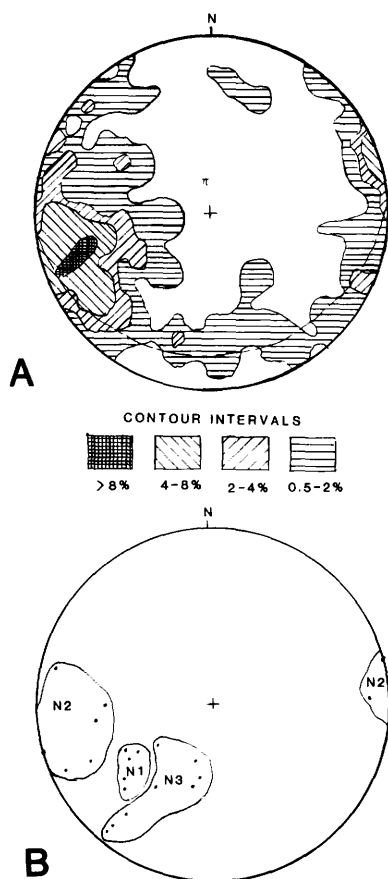 N
π
A
CONTOUR INTERVALS
>8% 4-8% 2-4% 0.5-2%
N
N2
N2
N1
N3
B